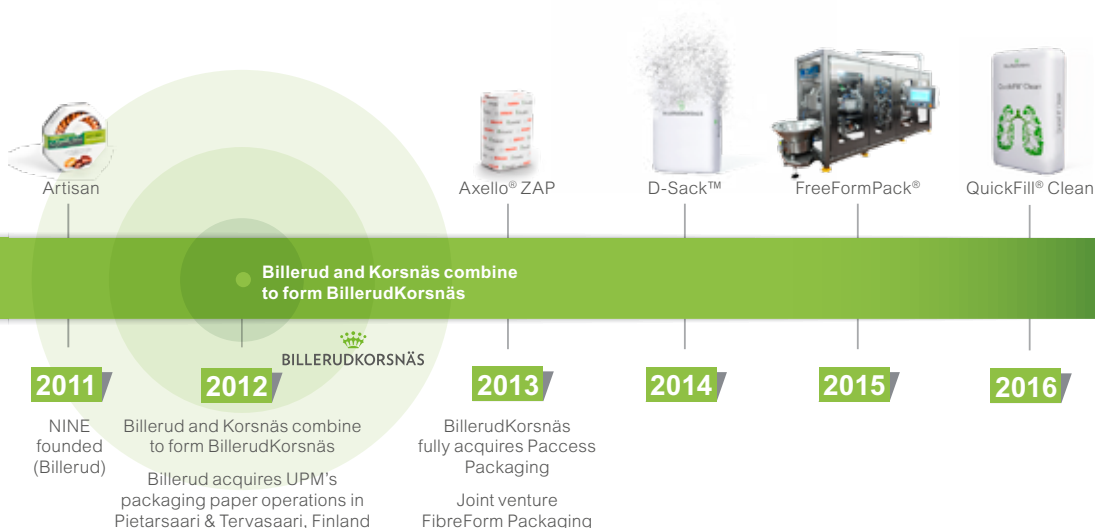 Artisan
Axello® ZAP
D-Sack™
FreeFormPack®
QuickFill® Clean
Billerud and Korsnäs combine
to form BillerudKorsnäs
BILLERUDKORSNÄS
2011
NINE
founded
(Billerud)
2012
Billerud and Korsnäs combine
to form BillerudKorsnäs
Billerud acquires UPM's
packaging paper operations in
Pietarsaari & Tervasaari, Finland
2013
BillerudKorsnäs
fully acquires Paccess
Packaging
Joint venture
FibreForm Packaging
2014
2015
2016